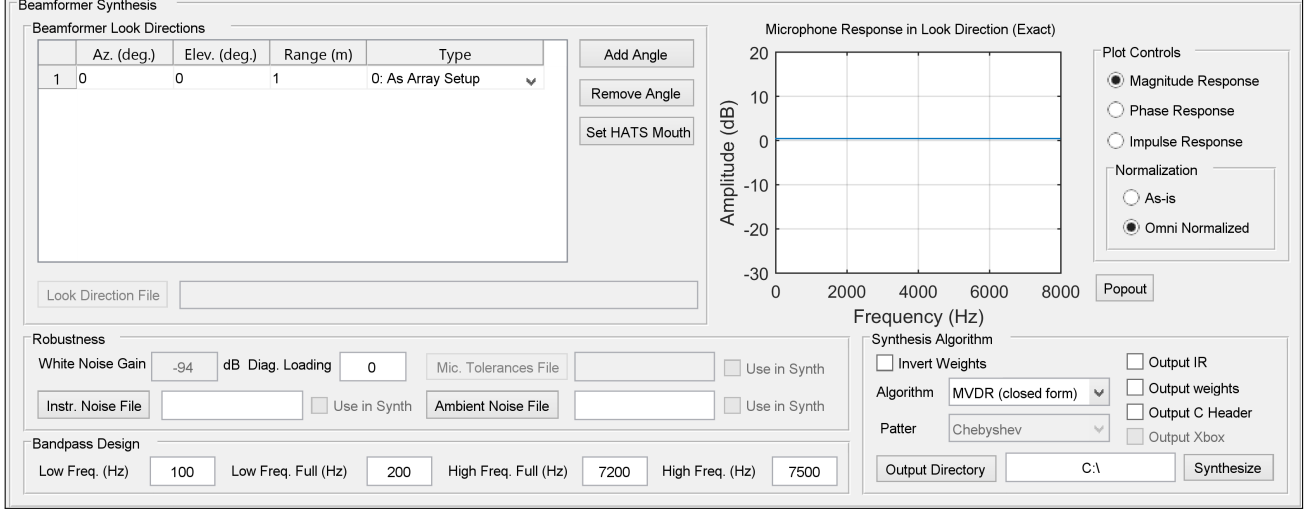 Beamformer Synthesis
Beamformer Look Directions
Az. (deg.) Elev. (deg.) Range (m) Type
1 0 0 1 0: As Array Setup
Add Angle
Remove Angle
Set HATS Mouth
Look Direction File
Microphone Response in Look Direction (Exact)
Amplitude (dB)
20
10
0
-10
-20
-30
0 2000 4000 6000 8000
Frequency (Hz)
Plot Controls
Magnitude Response
Phase Response
Impulse Response
Normalization
As-is
Omni Normalized
Popout
Robustness
White Noise Gain -94 dB Diag. Loading 0 Mic. Tolerances File Use in Synth
Instr. Noise File Use in Synth Ambient Noise File Use in Synth
Bandpass Design
Low Freq. (Hz) 100 Low Freq. Full (Hz) 200 High Freq. Full (Hz) 7200 High Freq. (Hz) 7500
Synthesis Algorithm
Invert Weights
Algorithm MVDR (closed form)
Patter Chebyshev
Output IR
Output weights
Output C Header
Output Xbox
Output Directory C:\ Synthesize